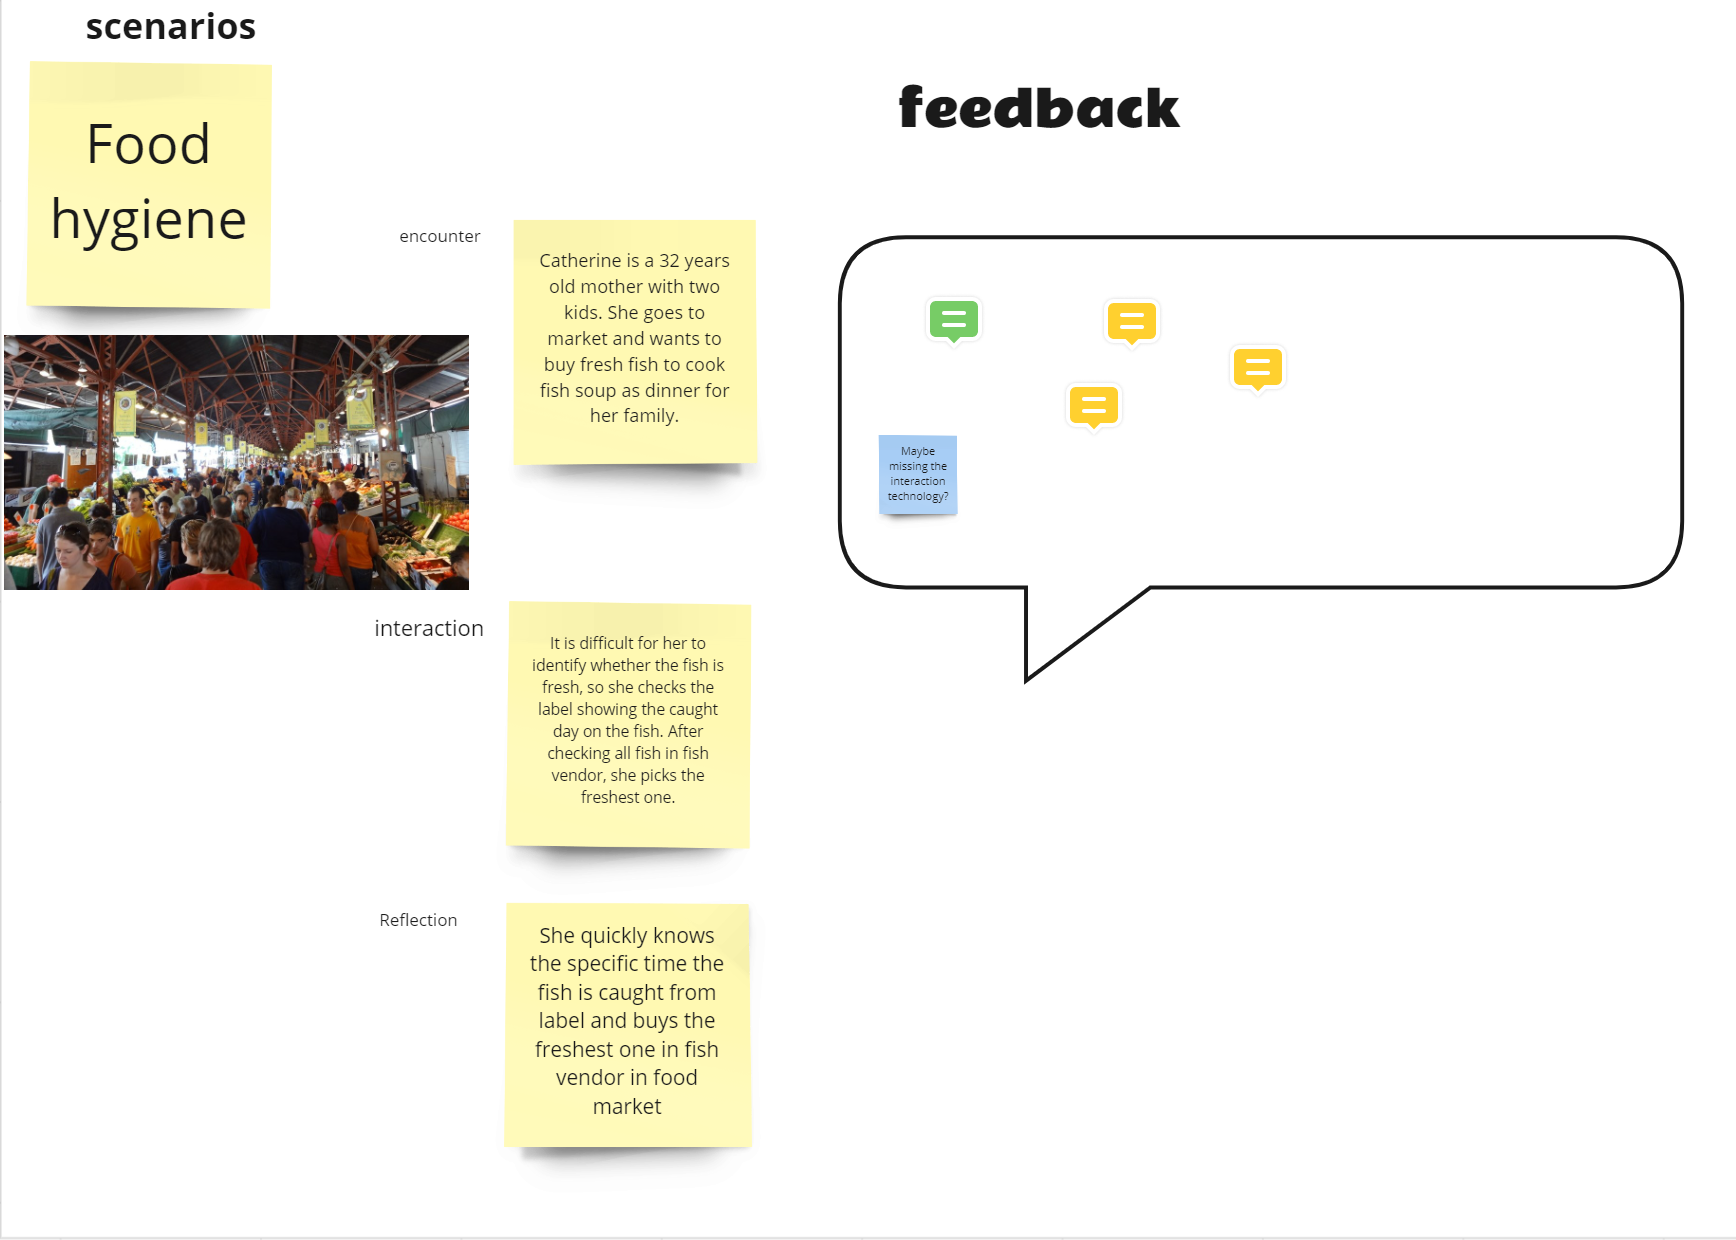 scenarios
Food
hygiene
feedback
encounter
Catherine is a 32 years
old mother with two
kids. She goes to
market and wants to
buy fresh fish to cook
fish soup as dinner for
her family.
Maybe
missing the
interaction
technology?
interaction
It is difficult for her to
identify whether the fish is
fresh, so she checks the
label showing the caught
day on the fish. After
checking all fish in fish
vendor, she picks the
freshest one.
Reflection
She quickly knows
the specific time the
fish is caught from
label and buys the
freshest one in fish
vendor in food
market